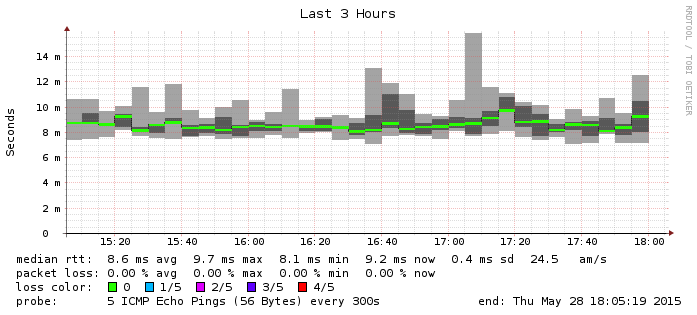 Last 3 Hours
RRDTOOL / TOBI OETIKER
Seconds
14 m
12 m
10 m
8 m
6 m
4 m
2 m
0
15:20 15:40 16:00 16:20 16:40 17:00 17:20 17:40 18:00
median rtt: 8.6 ms avg 9.7 ms max 8.1 ms min 9.2 ms now 0.4 ms sd 24.5 am/s
packet loss: 0.00 % avg 0.00 % max 0.00 % min 0.00 % now
loss color: 0 1/5 2/5 3/5 4/5
probe: 5 ICMP Echo Pings (56 Bytes) every 300s end: Thu May 28 18:05:19 2015